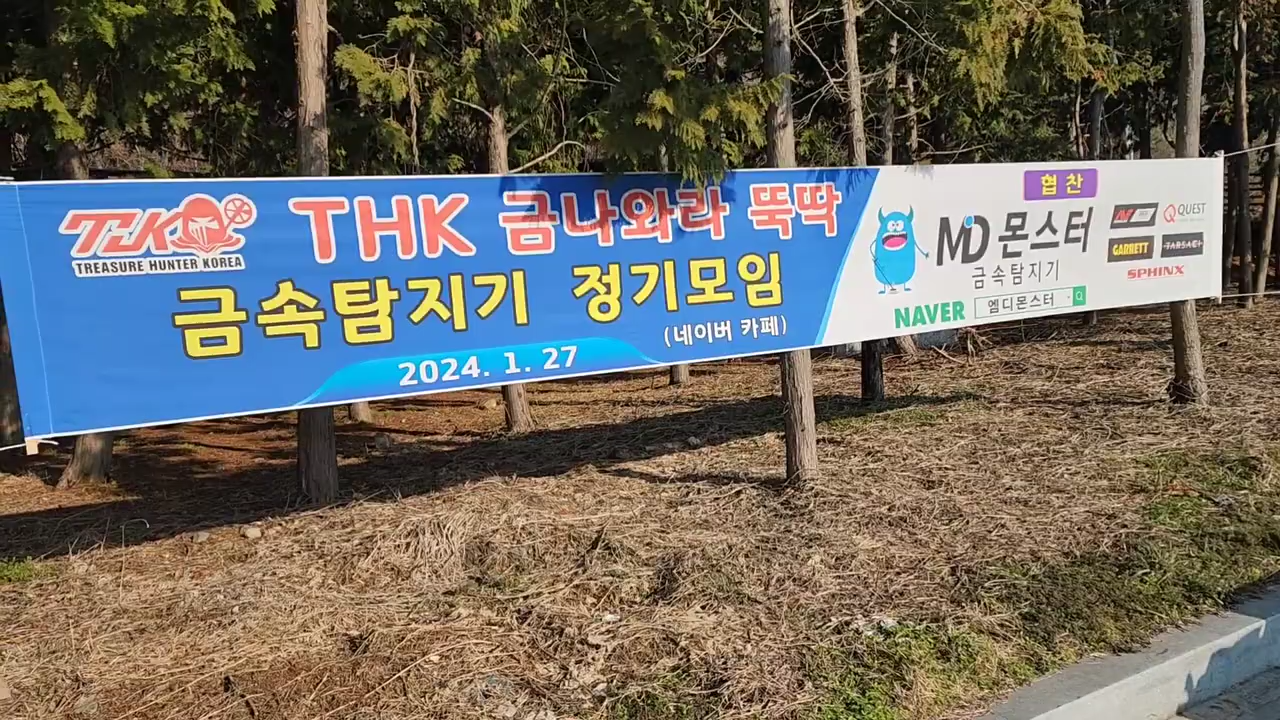 THK
TREASURE HUNTER KOREA
THK 금나와라 뚝딱
금속탐지기 정기모임
(네이버 카페)
2024. 1. 27
협찬
MD 몬스터
금속탐지기
NAVER 엠디몬스터
QUEST
GARRETT
TARSACI
SPHINX